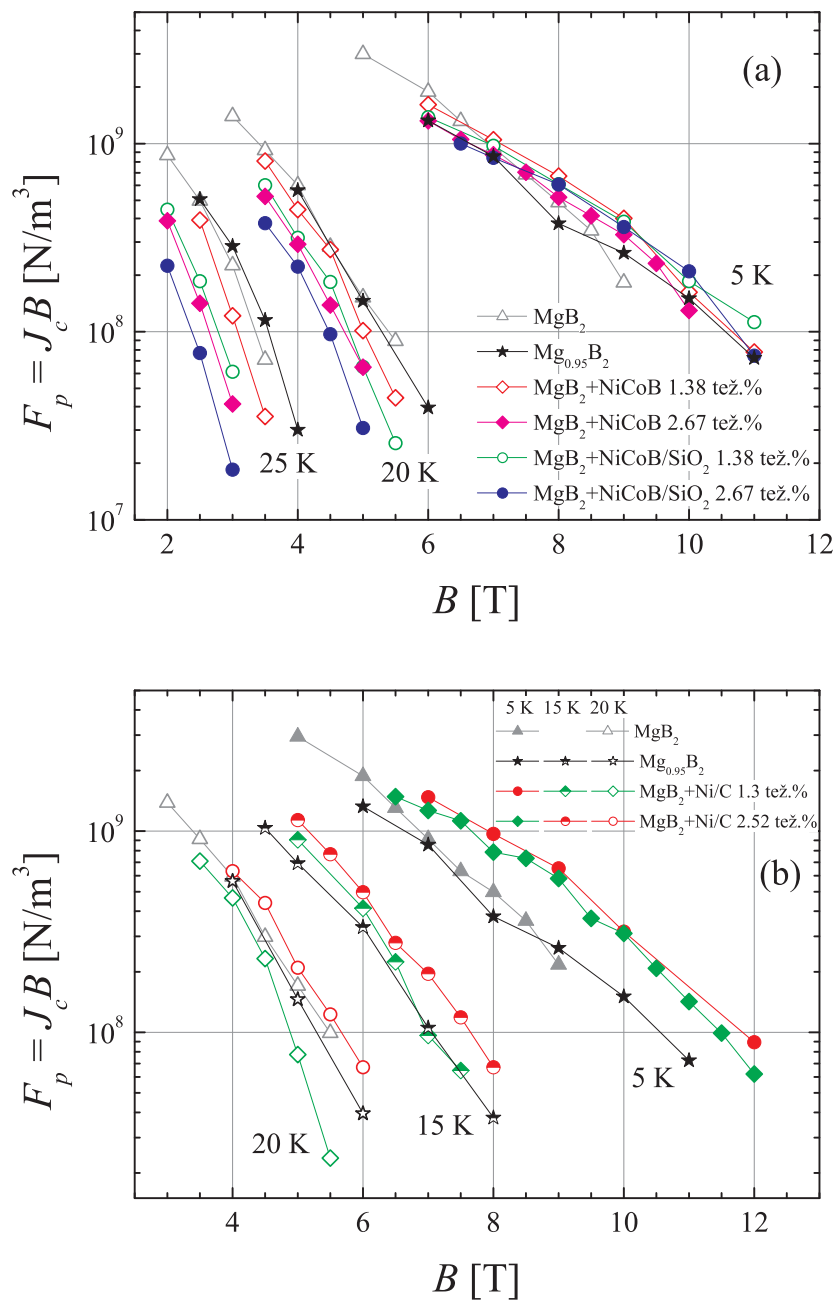 (a)
10⁹
10⁸
10⁷
F_p = J_c B [N/m³]
5 K
MgB₂
Mg₀.₉₅B₂
MgB₂+NiCoB 1.38 tež.%
MgB₂+NiCoB 2.67 tež.%
MgB₂+NiCoB/SiO₂ 1.38 tež.%
MgB₂+NiCoB/SiO₂ 2.67 tež.%
25 K
20 K
2 4 6 8 10 12
B [T]
5 K 15 K 20 K
MgB₂
Mg₀.₉₅B₂
MgB₂+Ni/C 1.3 tež.%
MgB₂+Ni/C 2.52 tež.%
(b)
10⁹
10⁸
F_p = J_c B [N/m³]
20 K
15 K
5 K
4 6 8 10 12
B [T]